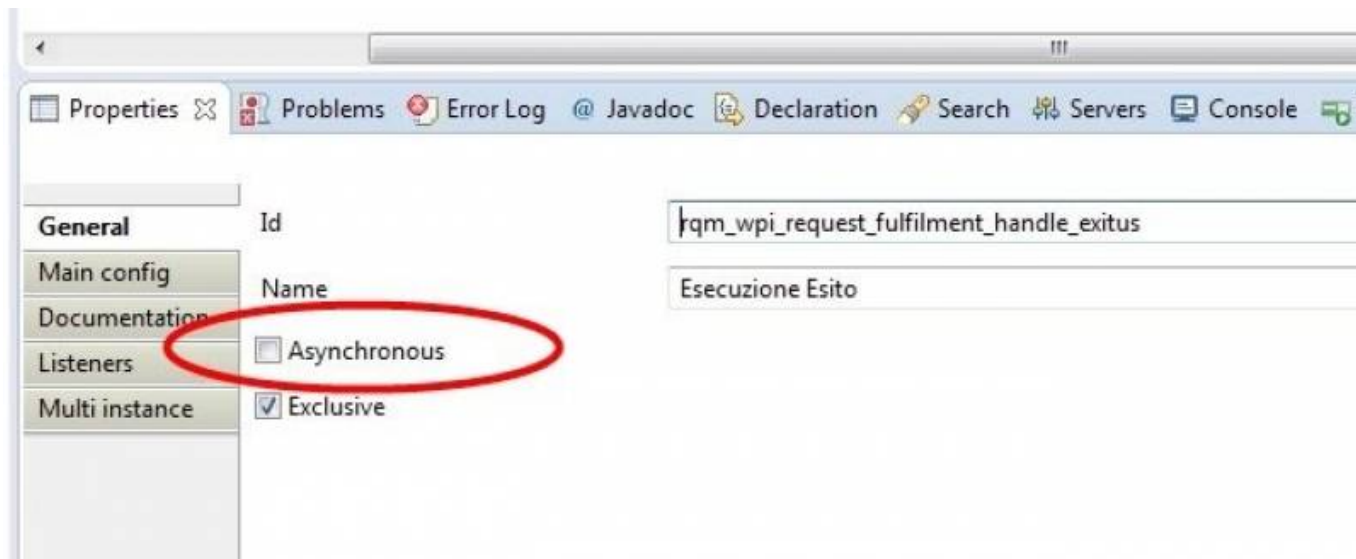 Properties Problems Error Log @ Javadoc Declaration Search Servers Console
General
Id
rqm_wpi_request_fulfilment_handle_exitus
Main config
Name
Esecuzione Esito
Documentation
Asynchronous
Listeners
Multi instance
Exclusive